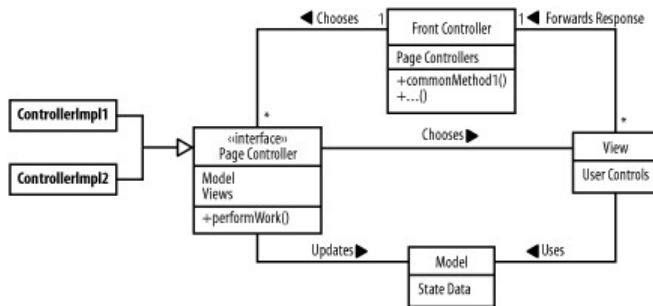 ◀ Chooses
1
Front Controller
1
◀ Forwards Response
Page Controllers
+commonMethod1()
+...()
ControllerImpl1
ControllerImpl2
*
«interface»
Page Controller
Model
Views
+performWork()
Chooses ▶
*
View
User Controls
Updates ▶
◀ Uses
Model
State Data